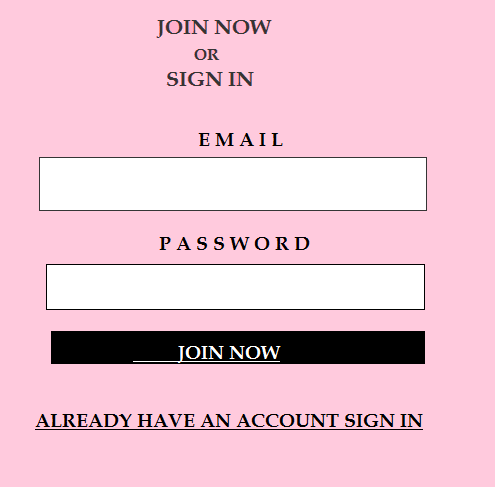 JOIN NOW
OR
SIGN IN
EMAIL
PASSWORD
JOIN NOW
ALREADY HAVE AN ACCOUNT SIGN IN